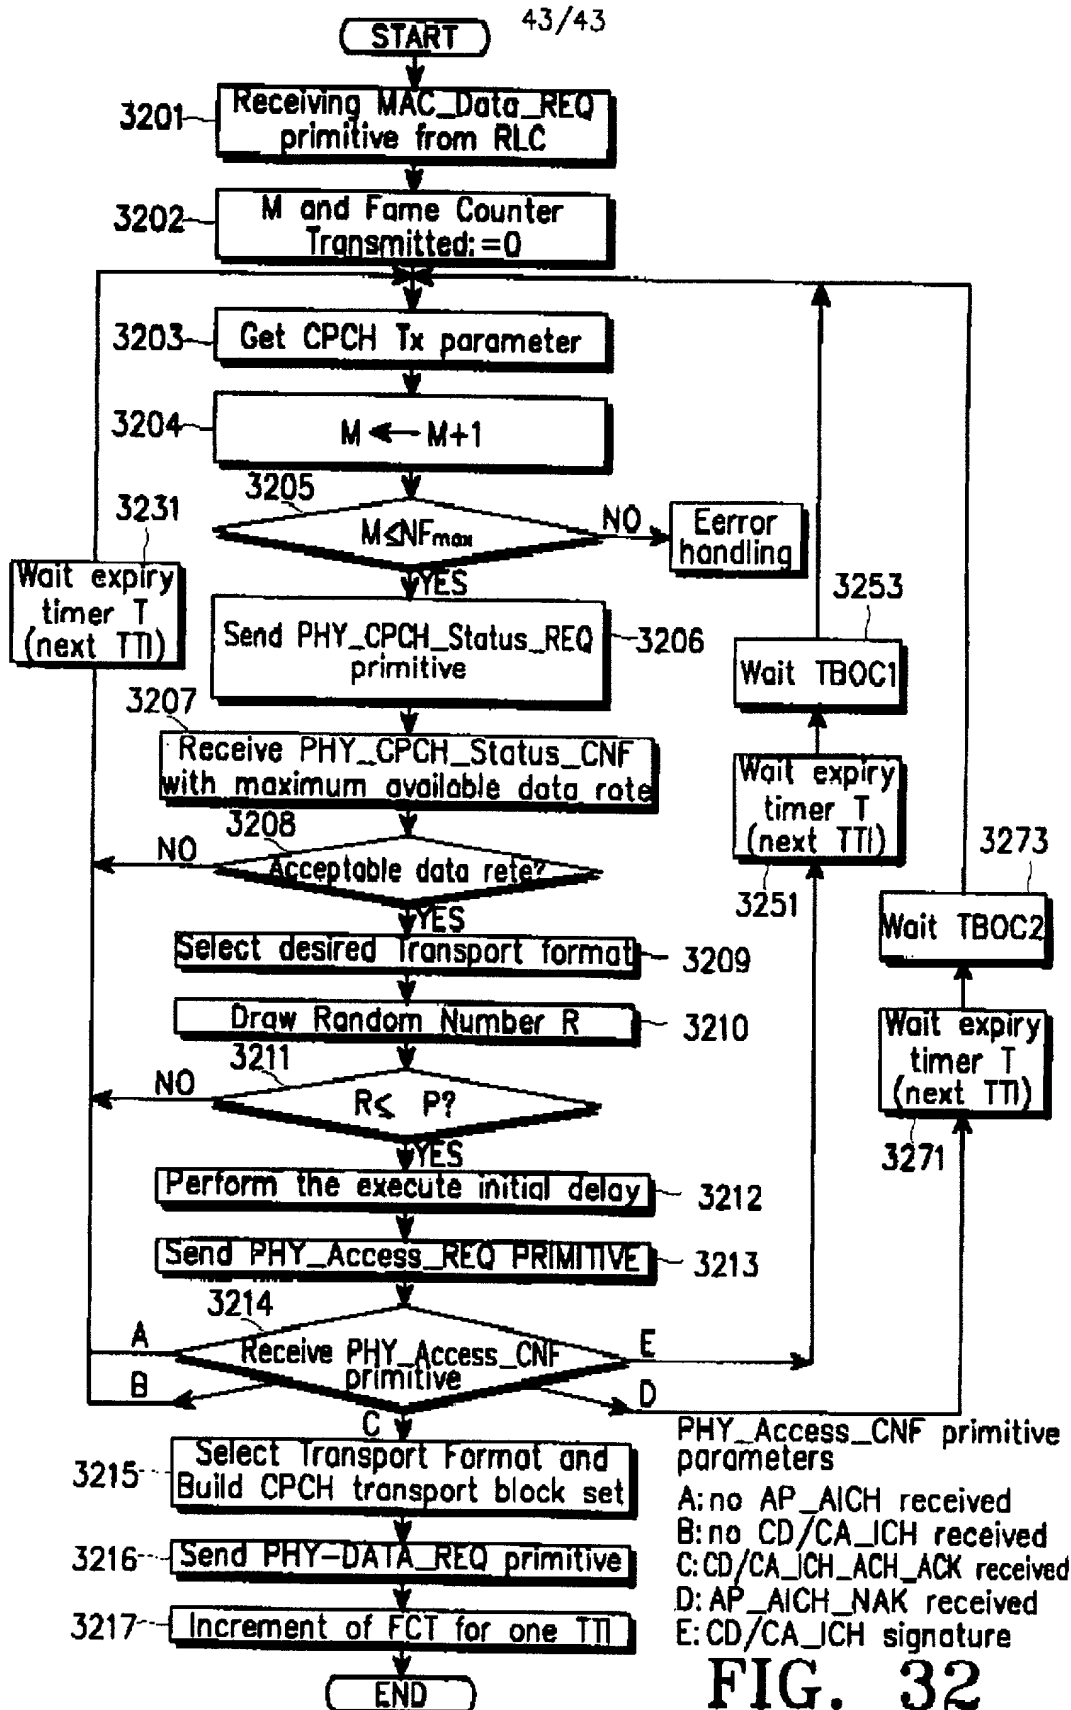 43/43
START
3201
Receiving MAC_Data_REQ
primitive from RLC
3202
M and Fame Counter
Transmitted:=0
3203
Get CPCH Tx parameter
3204
M ← M+1
3205
M≤NFmax
NO
Eerror
handling
YES
3231
Wait expiry
timer T
(next TTI)
Send PHY_CPCH_Status_REQ
primitive
3206
3253
Wait TBOC1
3207
Receive PHY_CPCH_Status_CNF
with maximum available data rate
Wait expiry
timer T
(next TTI)
3251
3208
NO
Acceptable data rete?
YES
3273
Wait TBOC2
Select desired Transport format
3209
Draw Random Number R
3210
Wait expiry
timer T
(next TTI)
3271
3211
NO
R≤ P?
YES
Perform the execute initial delay
3212
Send PHY_Access_REQ PRIMITIVE
3213
3214
A
Receive PHY_Access_CNF
primitive
E
B
D
C
3215
Select Transport Format and
Build CPCH transport block set
3216
Send PHY-DATA_REQ primitive
3217
Increment of FCT for one TTI
END
PHY_Access_CNF primitive
parameters
A:no AP_AICH received
B:no CD/CA_ICH received
C:CD/CA_ICH_ACH_ACK received
D:AP_AICH_NAK received
E:CD/CA_ICH signature
FIG. 32